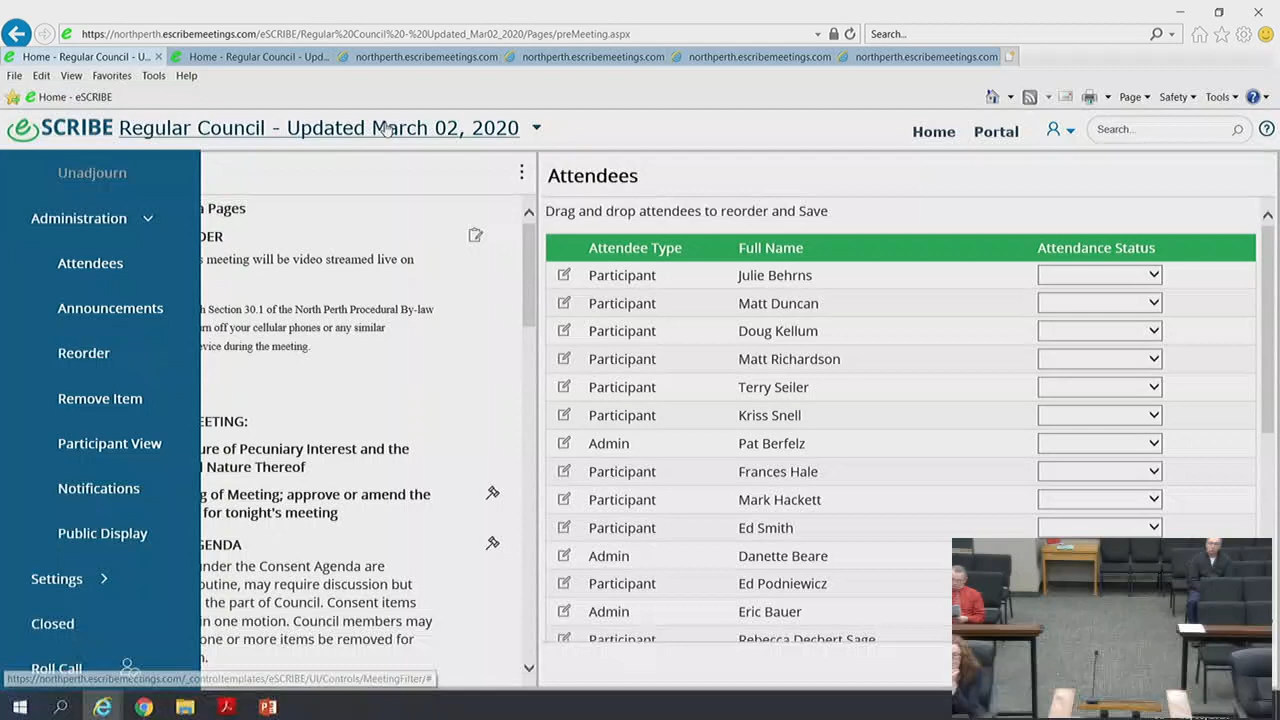 https://northperth.escribemeetings.com/eSCRIBE/Regular%20Council%20-%20Updated_Mar02_2020/Pages/preMeeting.aspx
Search...
Home - Regular Council - U...
Home - Regular Council - Upd...
northperth.escribemeetings.com
northperth.escribemeetings.com
northperth.escribemeetings.com
northperth.escribemeetings.com
File Edit View Favorites Tools Help
Home - eSCRIBE
Page Safety Tools
eSCRIBE Regular Council - Updated March 02, 2020
Home Portal
Search...
Unadjourn
Administration
Attendees
Announcements
Reorder
Remove Item
Participant View
Notifications
Public Display
Settings
Closed
Roll Call
a Pages
DER
s meeting will be video streamed live on
h Section 30.1 of the North Perth Procedural By-law
rn off your cellular phones or any similar
evice during the meeting.
EETING:
ure of Pecuniary Interest and the
l Nature Thereof
g of Meeting; approve or amend the
for tonight's meeting
GENDA
under the Consent Agenda are
outine, may require discussion but
the part of Council. Consent items
in one motion. Council members may
one or more items be removed for
n.
https://northperth.escribemeetings.com/_controltemplates/eSCRIBE/UI/Controls/MeetingFilter/#
Attendees
Drag and drop attendees to reorder and Save
Attendee Type Full Name Attendance Status
Participant Julie Behrns
Participant Matt Duncan
Participant Doug Kellum
Participant Matt Richardson
Participant Terry Seiler
Participant Kriss Snell
Admin Pat Berfelz
Participant Frances Hale
Participant Mark Hackett
Participant Ed Smith
Admin Danette Beare
Participant Ed Podniewicz
Admin Eric Bauer
Participant Rebecca Dechert Sage